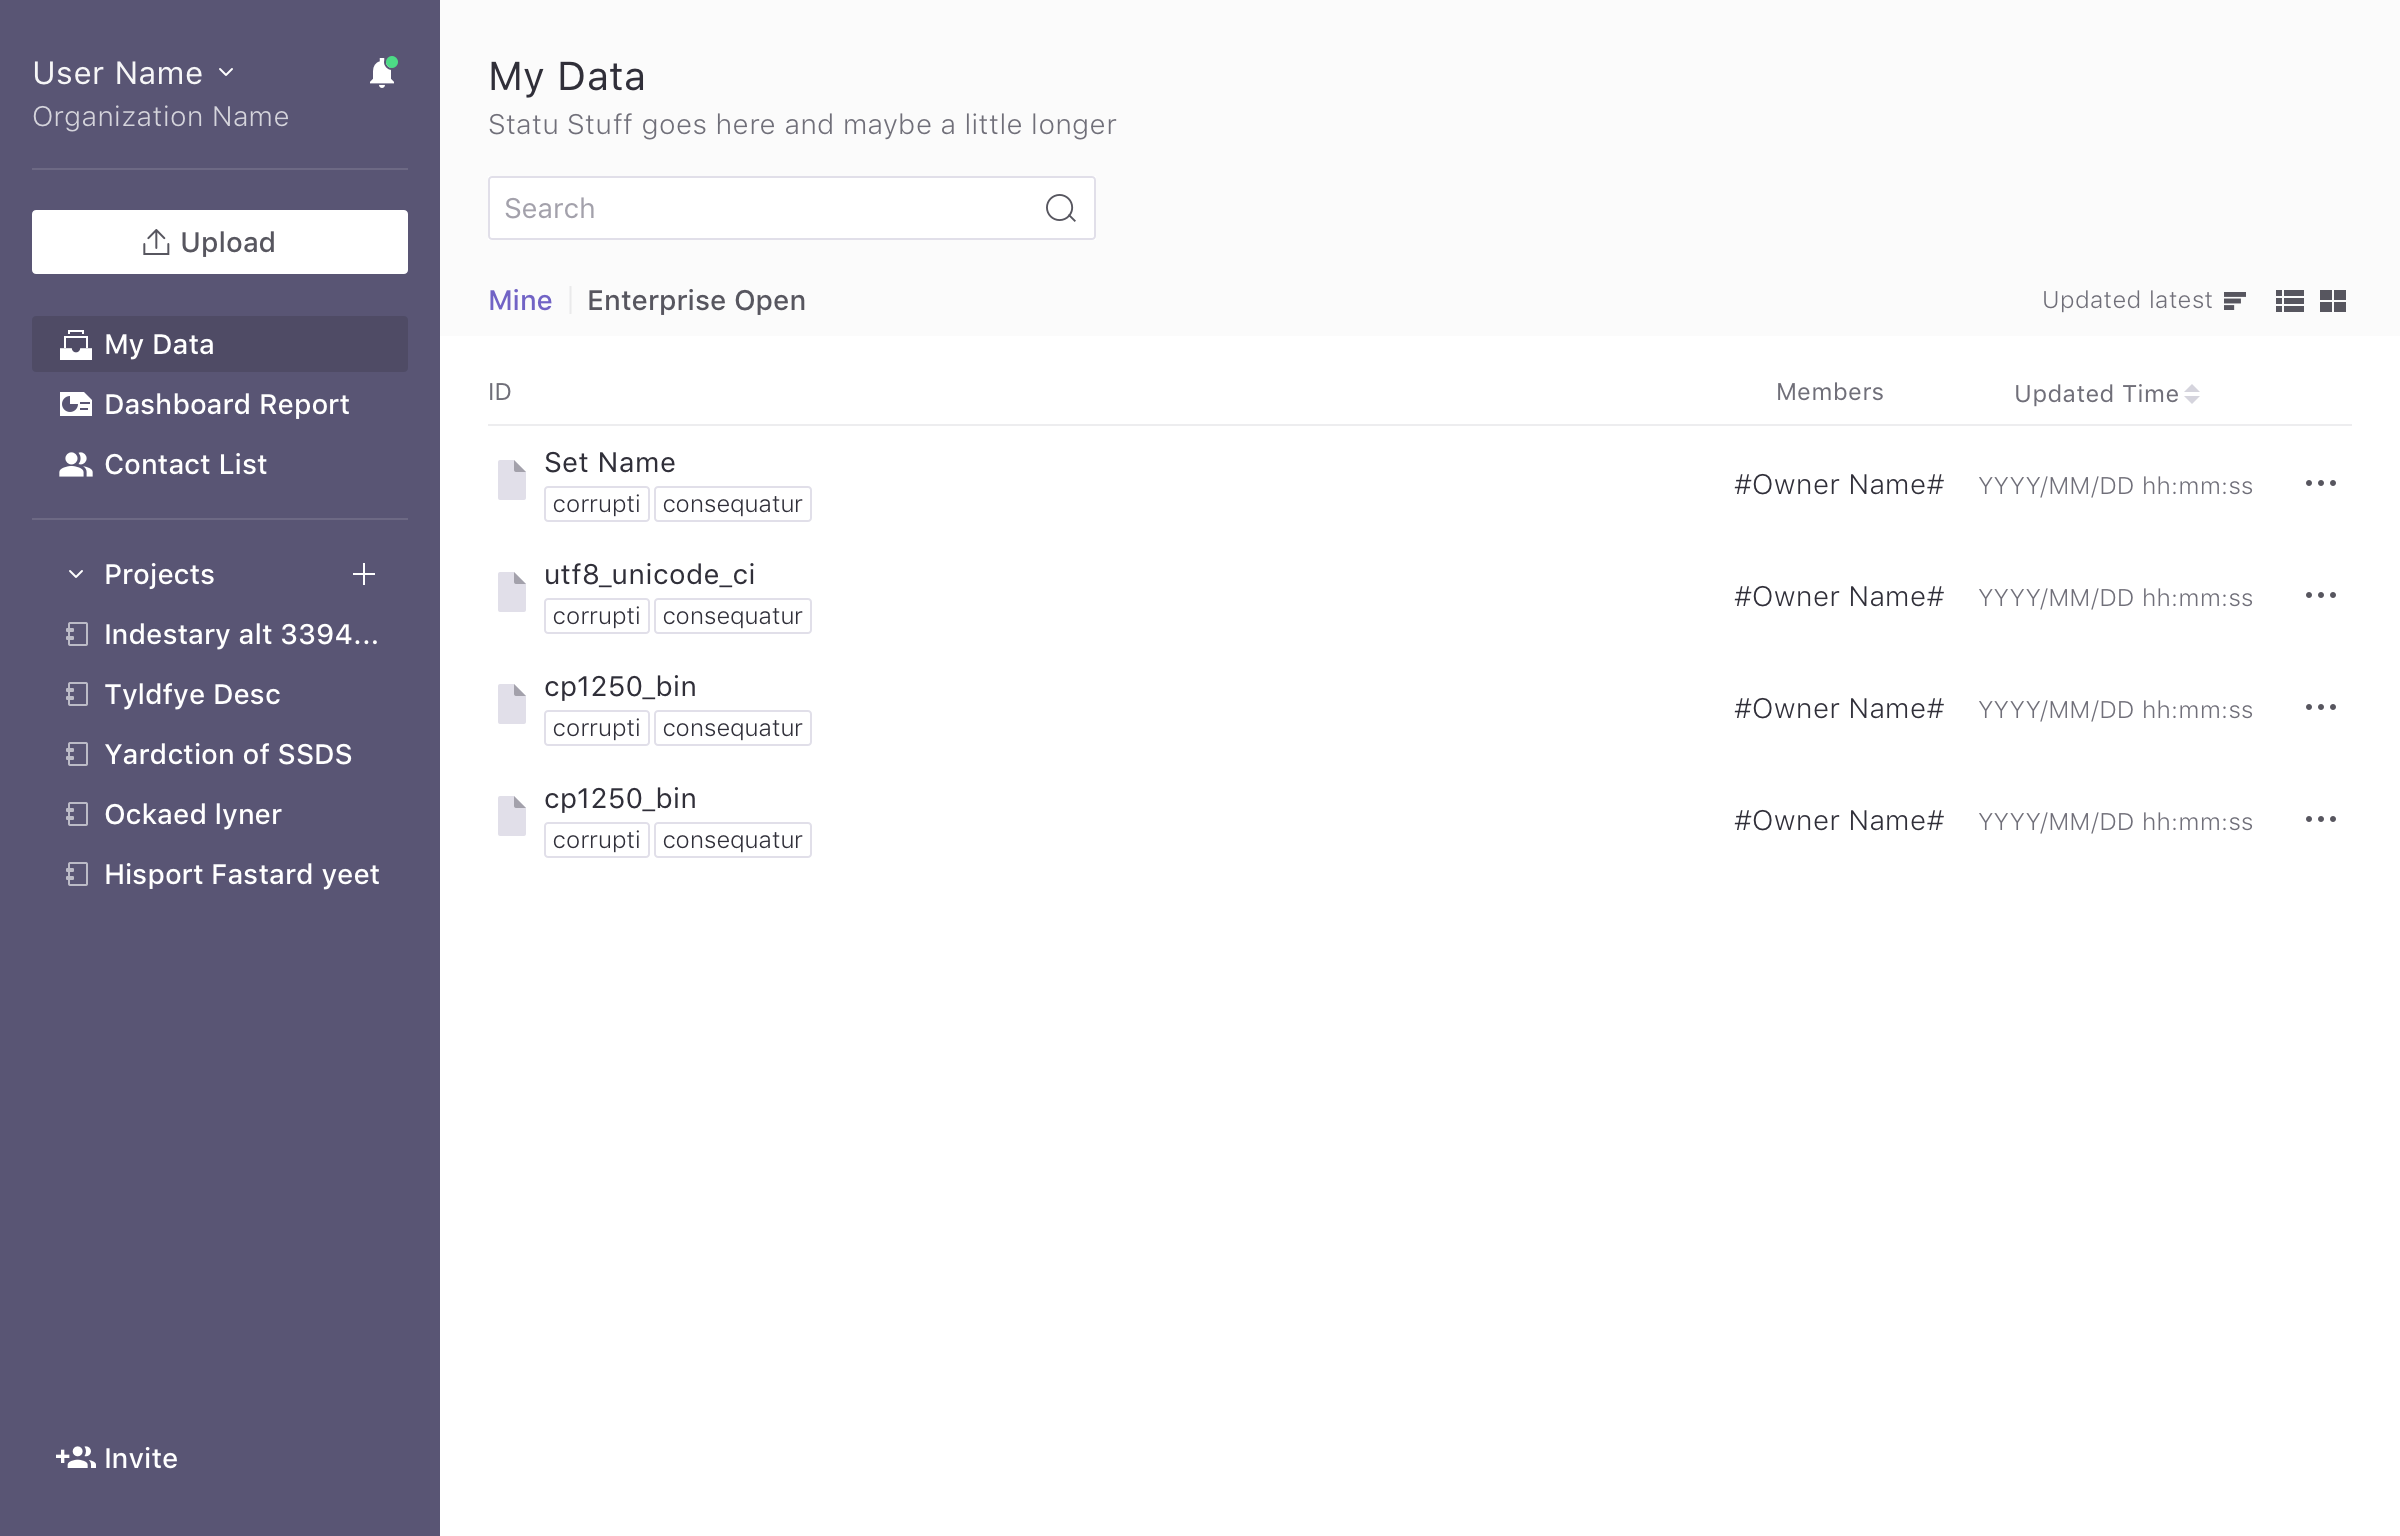 User Name
Organization Name
Upload
My Data
Dashboard Report
Contact List
Projects
Indestary alt 3394...
Tyldfye Desc
Yardction of SSDS
Ockaed lyner
Hisport Fastard yeet
Invite
My Data
Statu Stuff goes here and maybe a little longer
Search
Mine Enterprise Open Updated latest
ID Members Updated Time
Set Name
corrupti consequatur #Owner Name# YYYY/MM/DD hh:mm:ss
utf8_unicode_ci
corrupti consequatur #Owner Name# YYYY/MM/DD hh:mm:ss
cp1250_bin
corrupti consequatur #Owner Name# YYYY/MM/DD hh:mm:ss
cp1250_bin
corrupti consequatur #Owner Name# YYYY/MM/DD hh:mm:ss